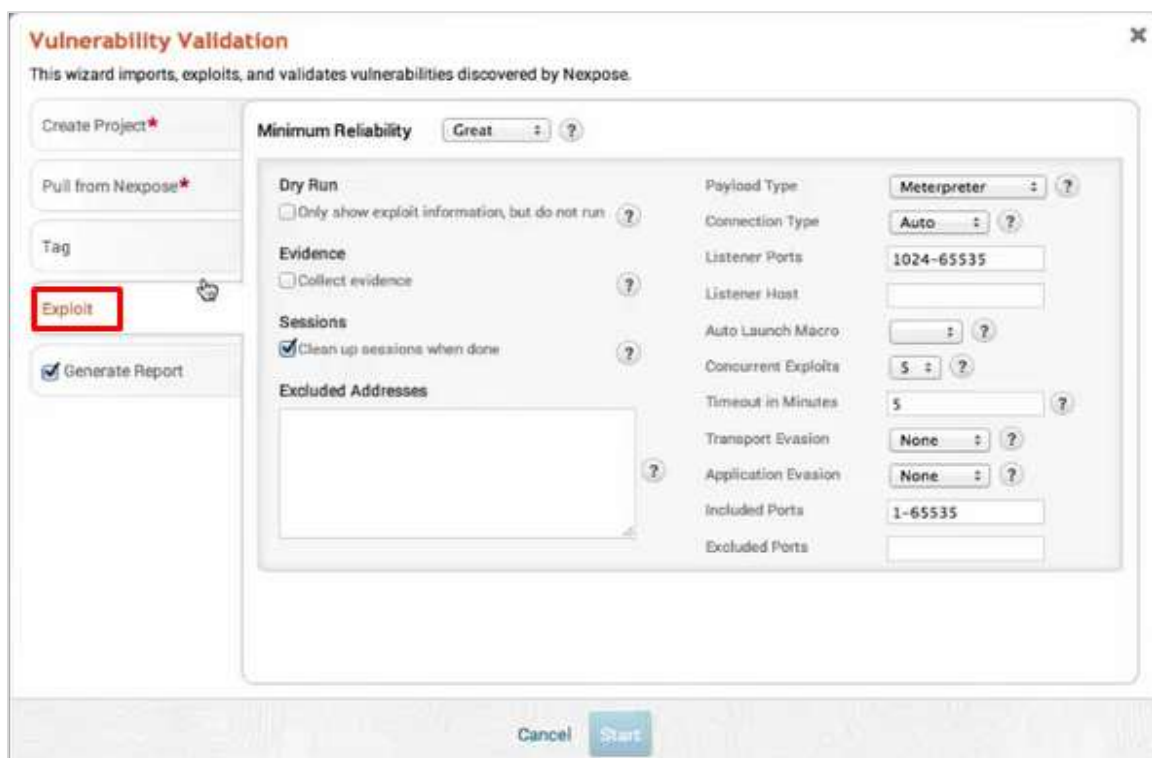 Vulnerability Validation
This wizard imports, exploits, and validates vulnerabilities discovered by Nexpose.
Create Project*
Pull from Nexpose*
Tag
Exploit
Generate Report
Minimum Reliability Great ?
Dry Run
Only show exploit information, but do not run ?
Evidence
Collect evidence ?
Sessions
Clean up sessions when done ?
Excluded Addresses
?
Payload Type Meterpreter ?
Connection Type Auto ?
Listener Ports 1024-65535
Listener Host
Auto Launch Macro ?
Concurrent Exploits 5 ?
Timeout in Minutes 5 ?
Transport Evasion None ?
Application Evasion None ?
Included Ports 1-65535
Excluded Ports
Cancel Start